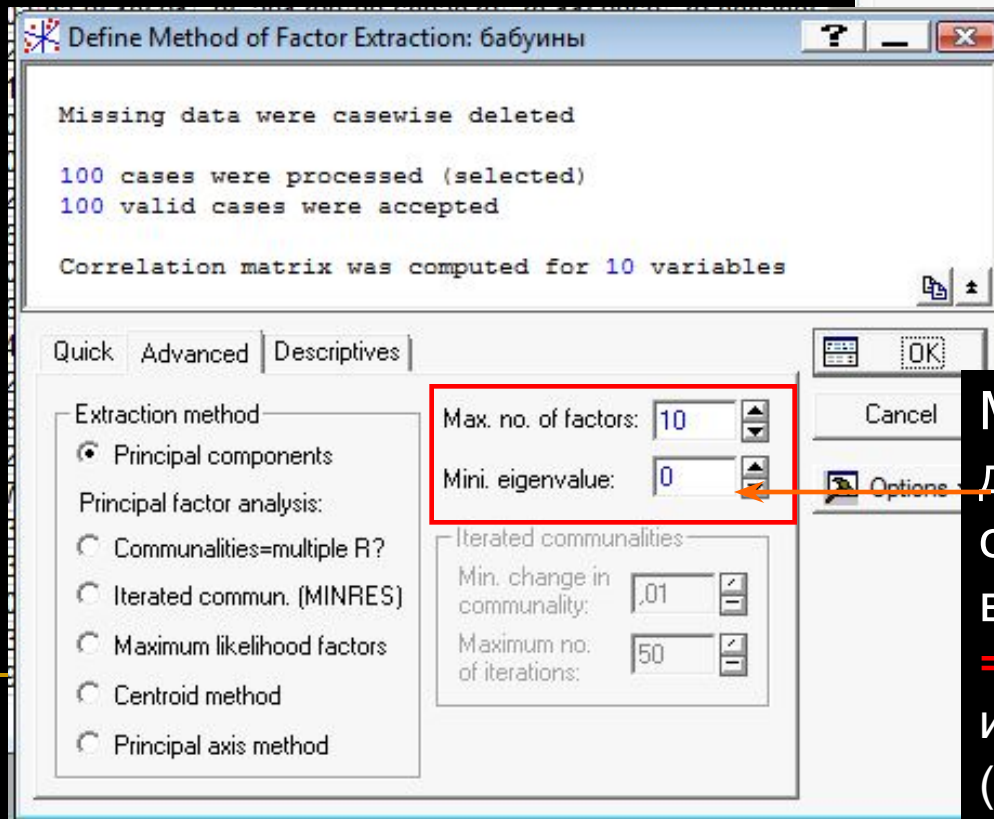 Define Method of Factor Extraction: бабуины
Missing data were casewise deleted
100 cases were processed (selected)
100 valid cases were accepted
Correlation matrix was computed for 10 variables
Quick Advanced Descriptives
OK
Cancel
Options
Extraction method
Principal components
Principal factor analysis:
Communalities=multiple R?
Iterated commun. (MINRES)
Maximum likelihood factors
Centroid method
Principal axis method
Max. no. of factors: 10
Mini. eigenvalue: 0
Iterated communalities
Min. change in
communality: ,01
Maximum no.
of iterations: 50